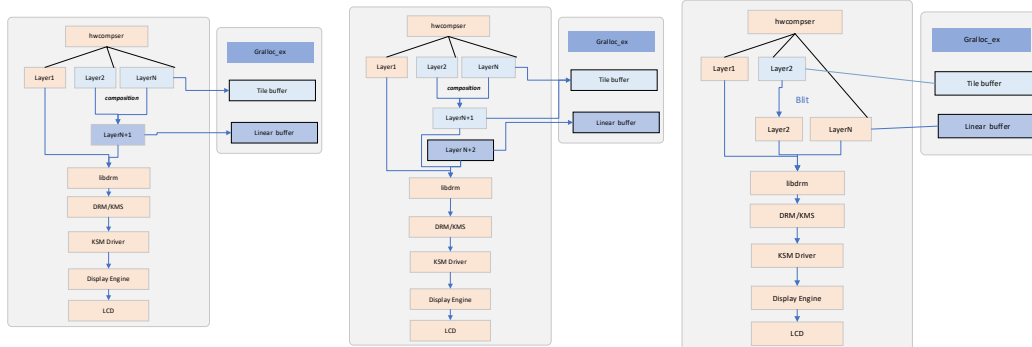 hwcompser
Gralloc_ex
Layer1
Layer2
LayerN
Tile buffer
composition
LayerN+1
Linear buffer
libdrm
DRM/KMS
KSM Driver
Display Engine
LCD
hwcompser
Gralloc_ex
Layer1
Layer2
LayerN
Tile buffer
composition
LayerN+1
Linear buffer
Layer N+2
libdrm
DRM/KMS
KSM Driver
Display Engine
LCD
hwcompser
Gralloc_ex
Layer1
Layer2
Tile buffer
Blit
Layer2
LayerN
Linear buffer
libdrm
DRM/KMS
KSM Driver
Display Engine
LCD